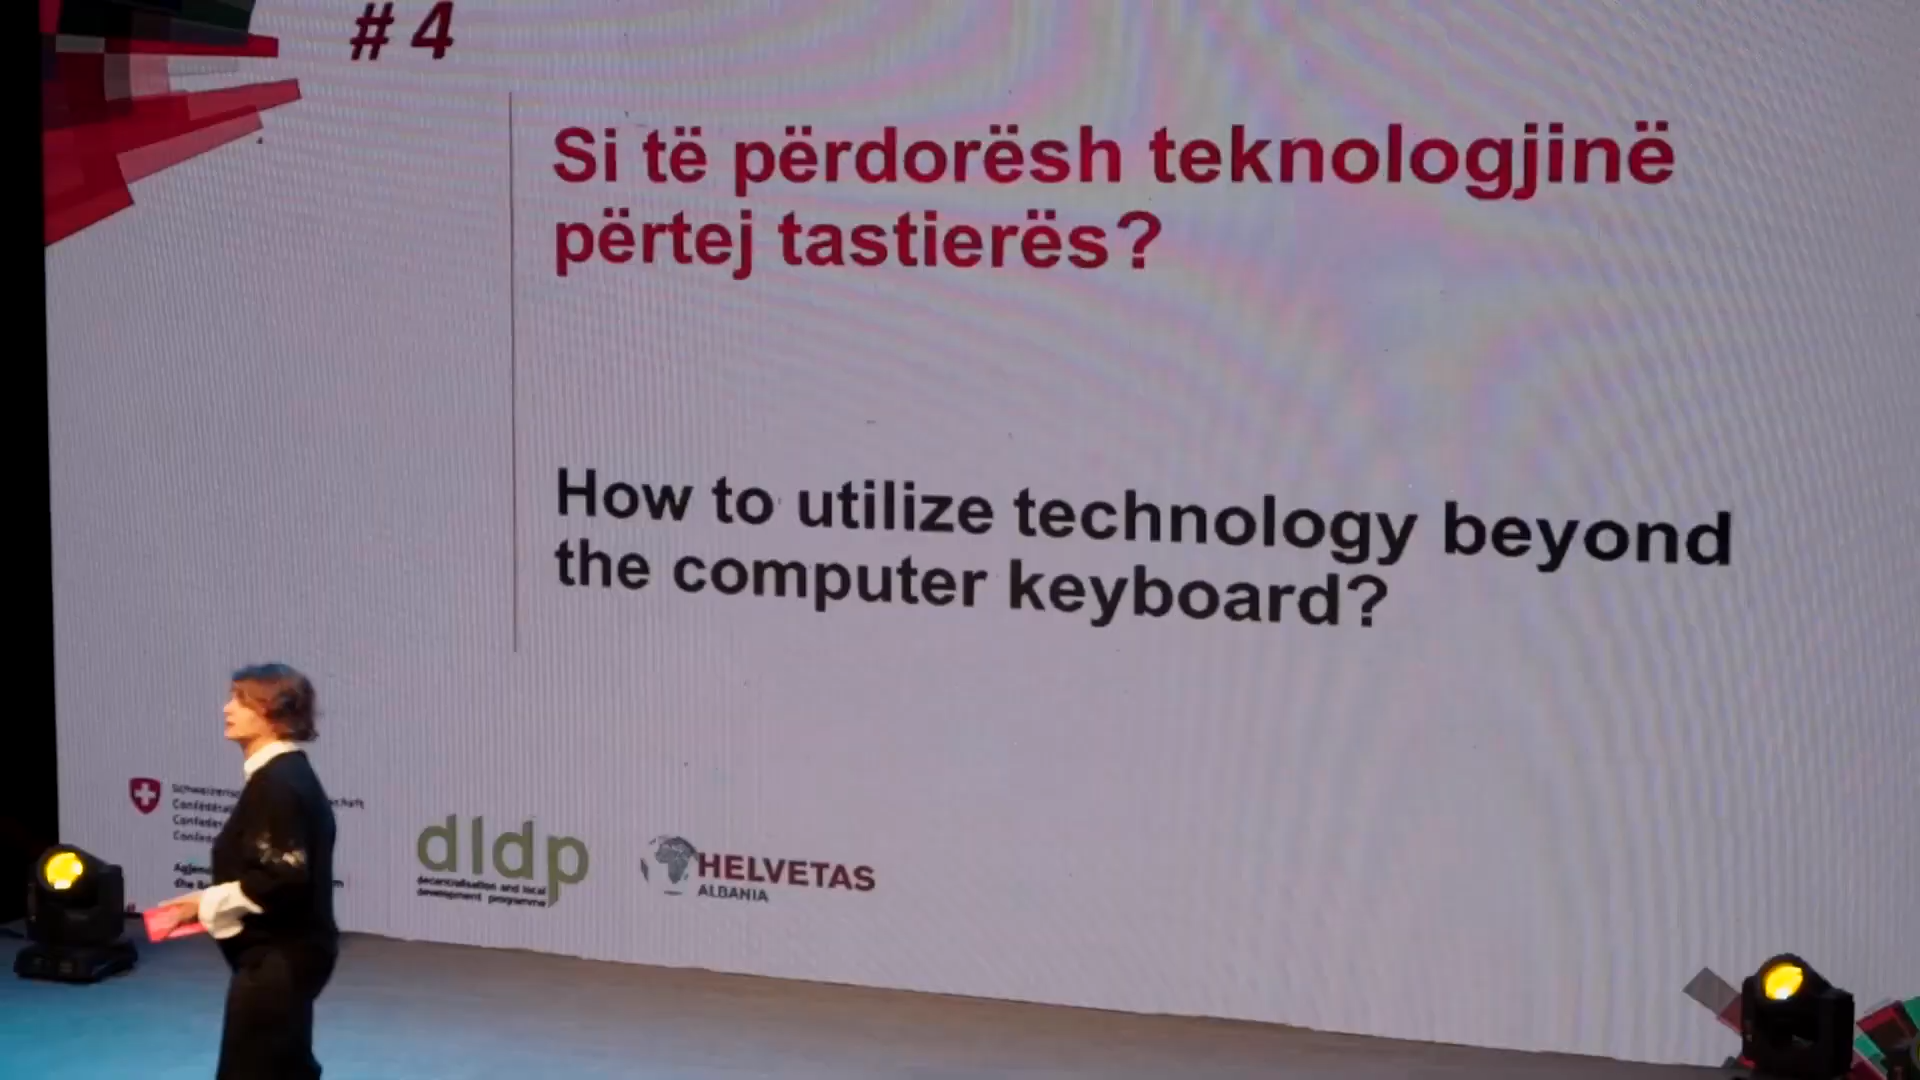 # 4
Si të përdorësh teknologjinë
përtej tastierës?
How to utilize technology beyond
the computer keyboard?
dldp
decentralisation and local
development programme
HELVETAS
ALBANIA